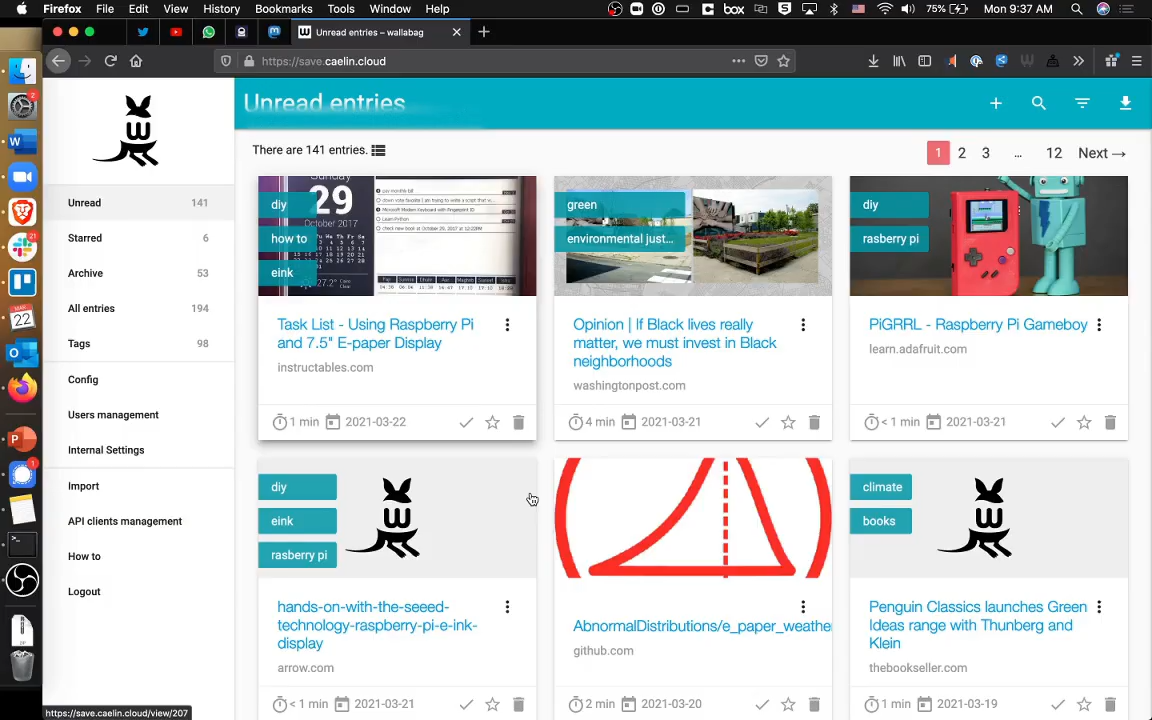 Firefox File Edit View History Bookmarks Tools Window Help
box
75%
Mon 9:37 AM
Unread entries – wallabag
https://save.caelin.cloud
Unread entries
There are 141 entries.
1 2 3 … 12 Next →
Unread 141
Starred 6
Archive 53
All entries 194
Tags 98
Config
Users management
Internal Settings
Import
API clients management
How to
Logout
diy
how to
eink
Sunday
29
October 2017
Task List - Using Raspberry Pi
and 7.5" E-paper Display
instructables.com
1 min 2021-03-22
green
environmental just...
Opinion | If Black lives really
matter, we must invest in Black
neighborhoods
washingtonpost.com
4 min 2021-03-21
diy
rasberry pi
PiGRRL - Raspberry Pi Gameboy
learn.adafruit.com
< 1 min 2021-03-21
diy
eink
rasberry pi
hands-on-with-the-seeed-
technology-raspberry-pi-e-ink-
display
arrow.com
< 1 min 2021-03-21
AbnormalDistributions/e_paper_weathe
github.com
2 min 2021-03-20
climate
books
Penguin Classics launches Green
Ideas range with Thunberg and
Klein
thebookseller.com
1 min 2021-03-19
https://save.caelin.cloud/view/207